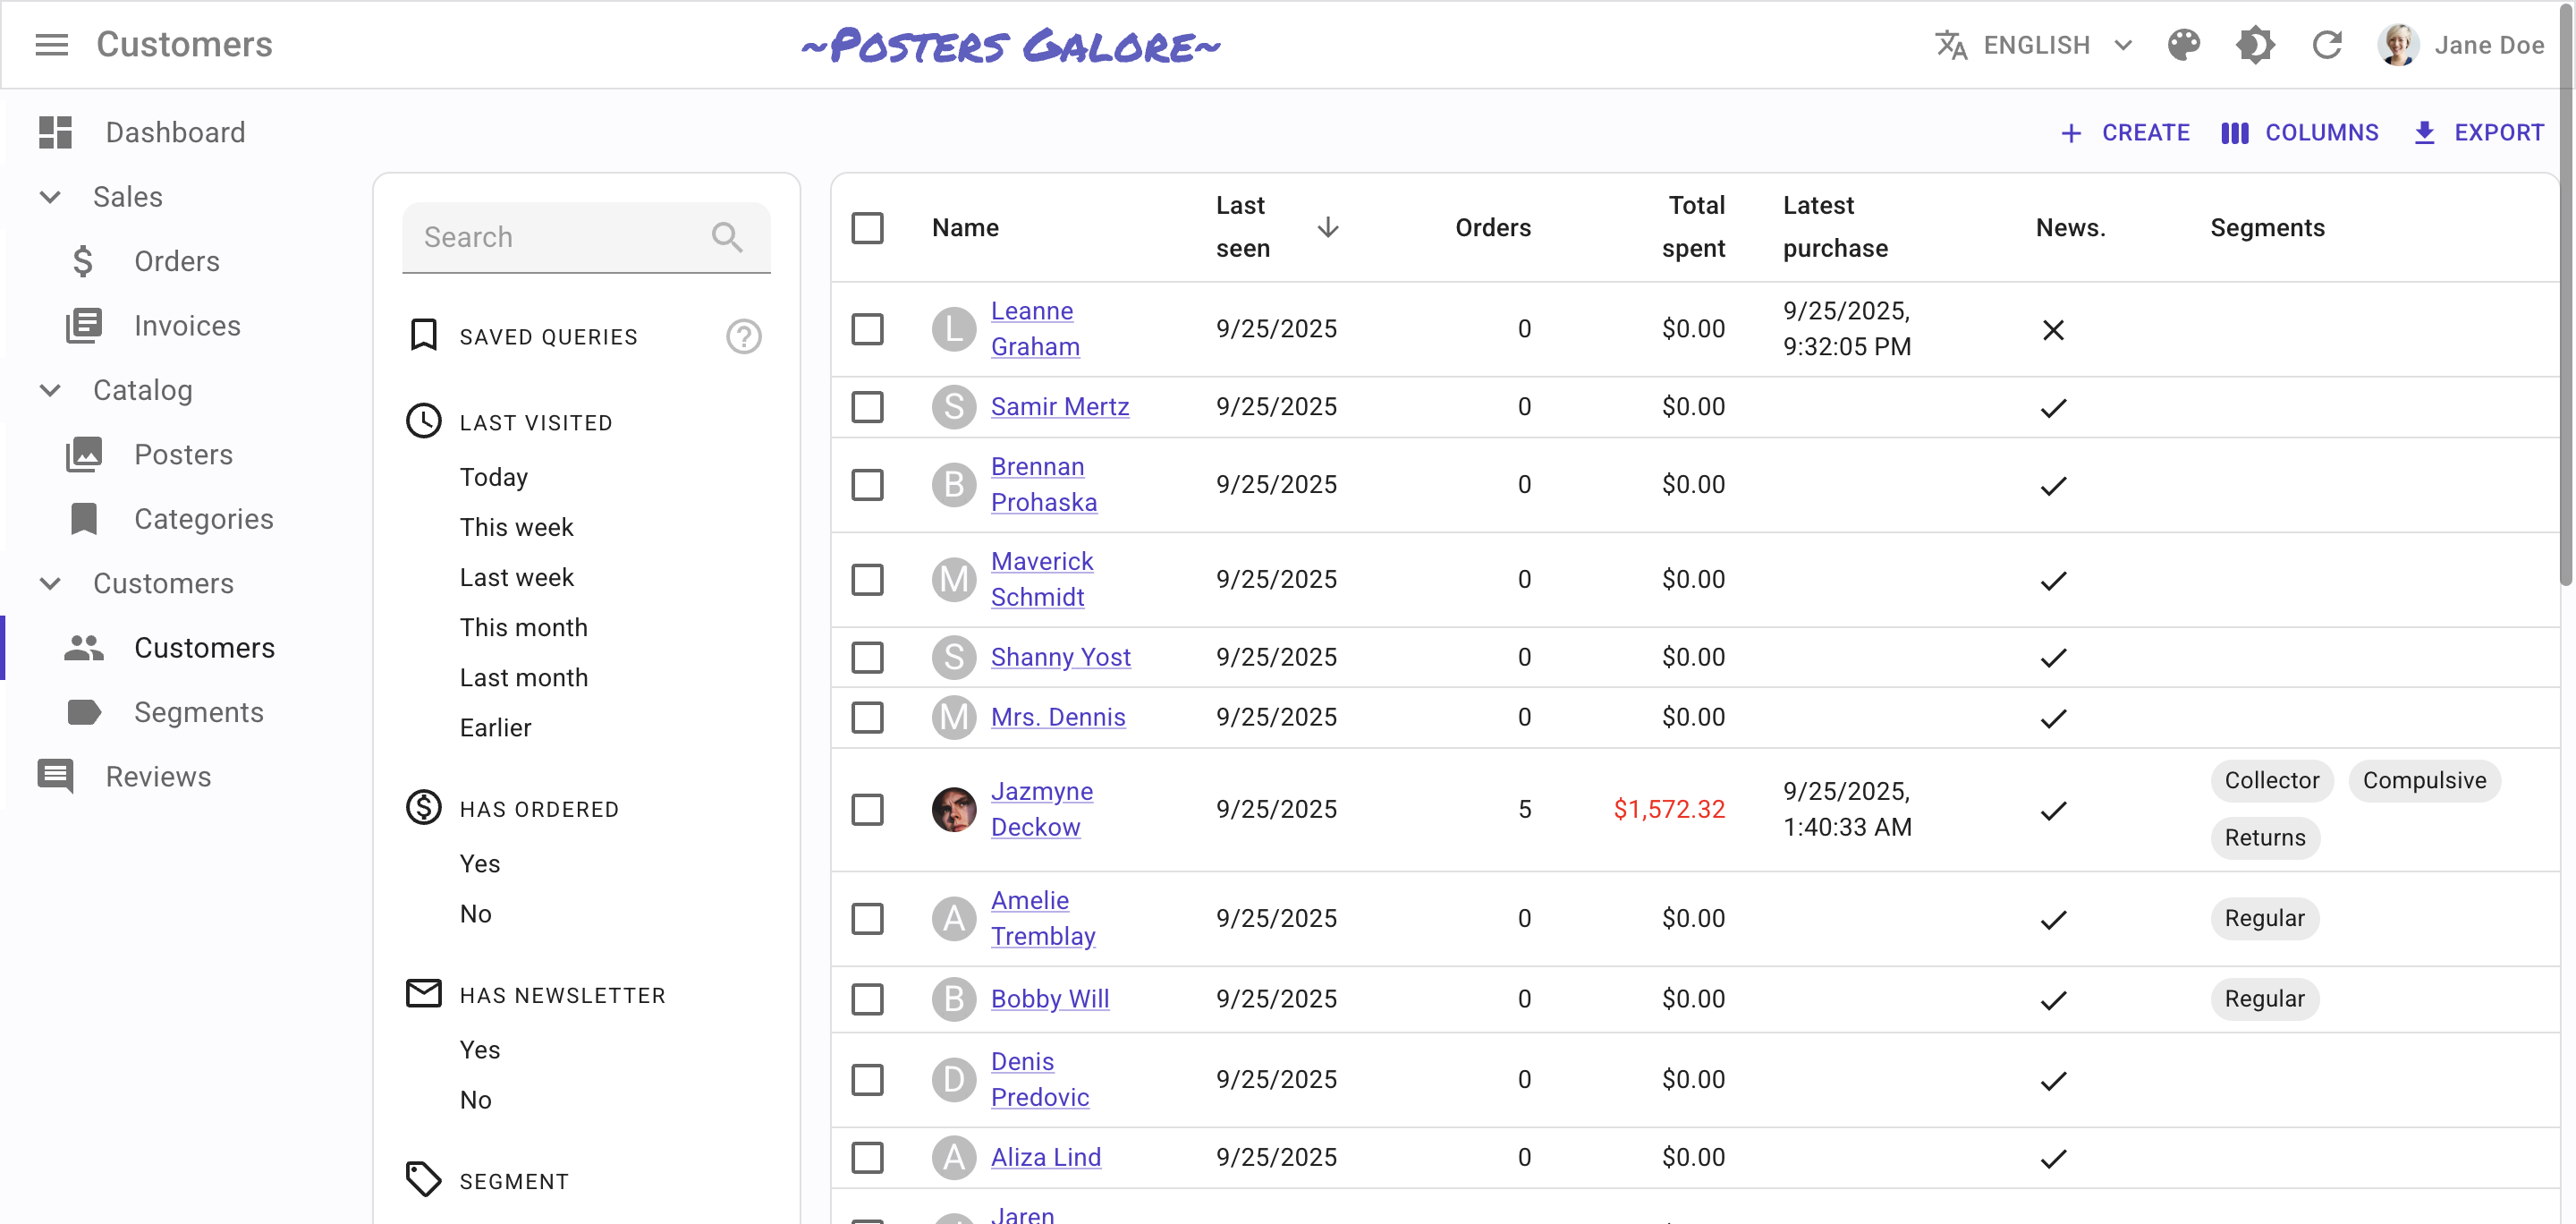 Customers
~Posters Galore~
ENGLISH
Jane Doe
Dashboard
Sales
Orders
Invoices
Catalog
Posters
Categories
Customers
Customers
Segments
Reviews
CREATE
COLUMNS
EXPORT
Search
SAVED QUERIES
?
LAST VISITED
Today
This week
Last week
This month
Last month
Earlier
HAS ORDERED
Yes
No
HAS NEWSLETTER
Yes
No
SEGMENT
Name Last seen Orders Total spent Latest purchase News. Segments
L Leanne Graham 9/25/2025 0 $0.00 9/25/2025, 9:32:05 PM
S Samir Mertz 9/25/2025 0 $0.00
B Brennan Prohaska 9/25/2025 0 $0.00
M Maverick Schmidt 9/25/2025 0 $0.00
S Shanny Yost 9/25/2025 0 $0.00
M Mrs. Dennis 9/25/2025 0 $0.00
Jazmyne Deckow 9/25/2025 5 $1,572.32 9/25/2025, 1:40:33 AM Collector Compulsive Returns
A Amelie Tremblay 9/25/2025 0 $0.00 Regular
B Bobby Will 9/25/2025 0 $0.00 Regular
D Denis Predovic 9/25/2025 0 $0.00
A Aliza Lind 9/25/2025 0 $0.00
Jaren